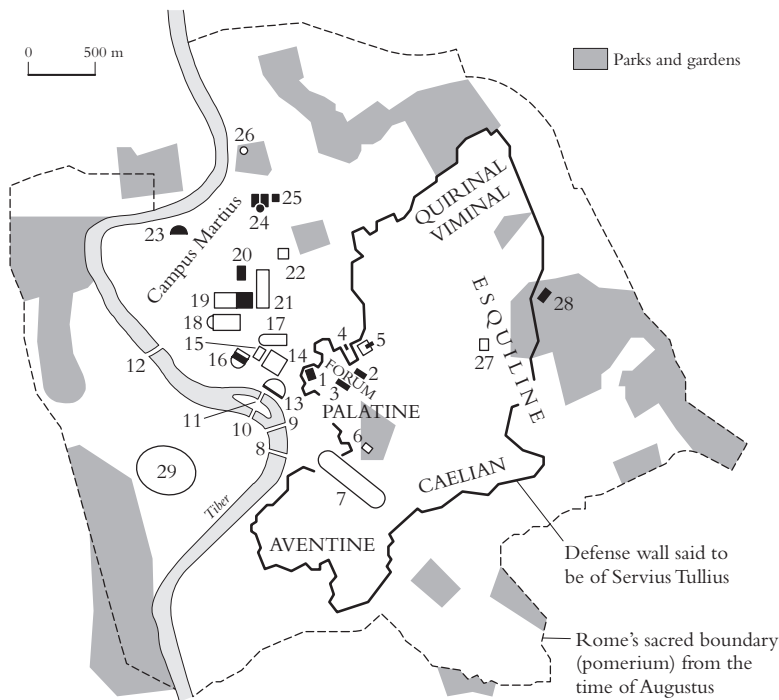 0 500 m
Parks and gardens
26
25
24
23
Campus Martius
QUIRINAL
VIMINAL
20
22
19
21
18
17
15
16
14
12
4
5
28
27
ESQUILINE
1
FORUM
2
3
13
11
10
9
8
PALATINE
6
29
7
Tiber
CAELIAN
AVENTINE
Defense wall said to
be of Servius Tullius
Rome's sacred boundary
(pomerium) from the
time of Augustus